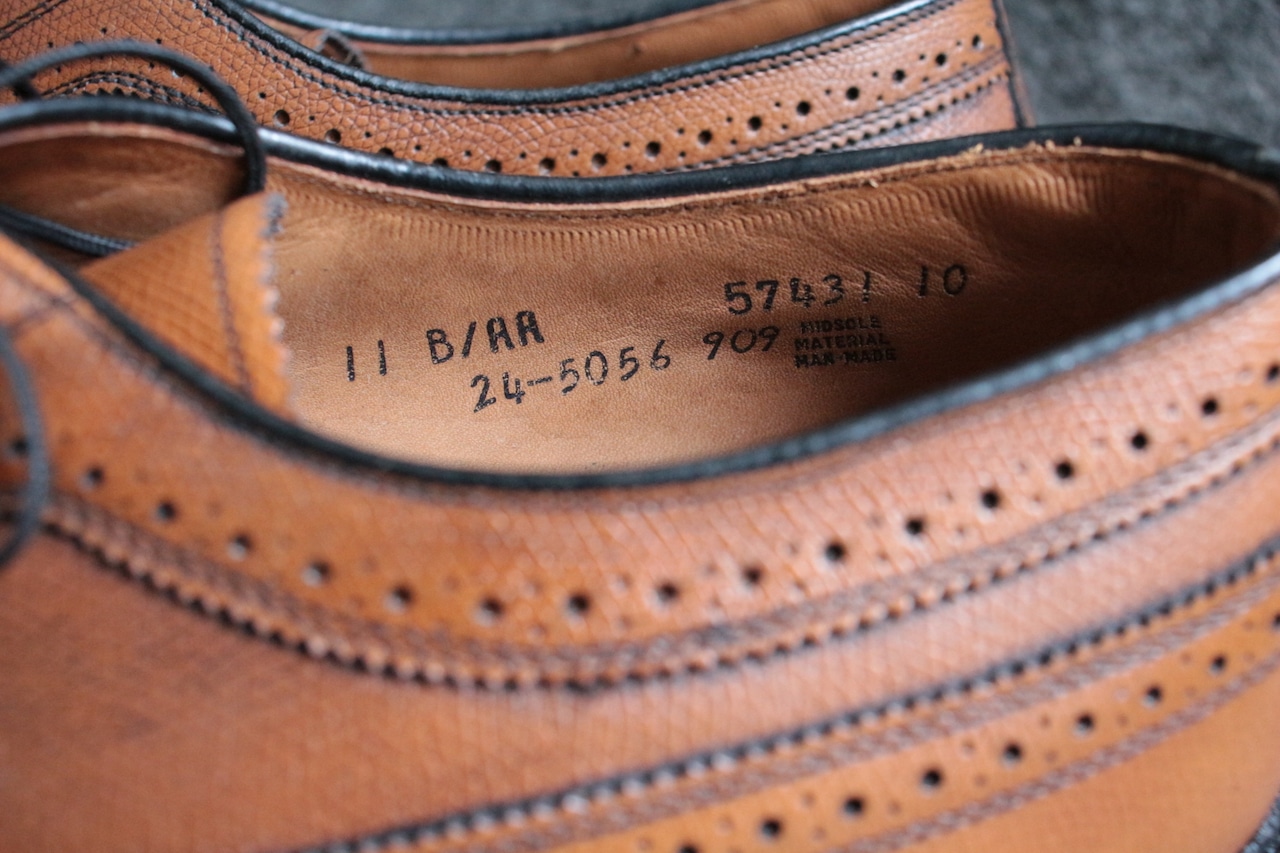 11 B/AA 57431 10
24-5056 909 MIDSOLE
MATERIAL
MAN-MADE